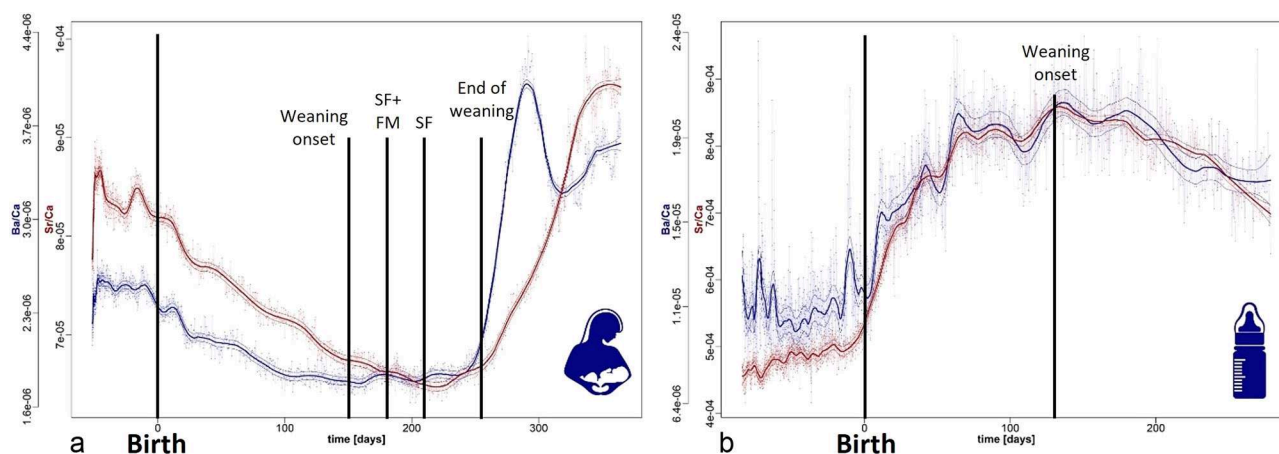 4.4e-06
3.7e-06
3.0e-06
2.3e-06
1.6e-06
Ba/Ca
1e-04
9e-05
8e-05
7e-05
Sr/Ca
Weaning
onset
SF+
FM
SF
End of
weaning
0
100
200
300
a
Birth
time [days]
2.4e-05
1.9e-05
1.5e-05
1.1e-05
6.4e-06
Ba/Ca
9e-04
8e-04
7e-04
6e-04
5e-04
4e-04
Sr/Ca
Weaning
onset
0
100
200
b
Birth
time [days]